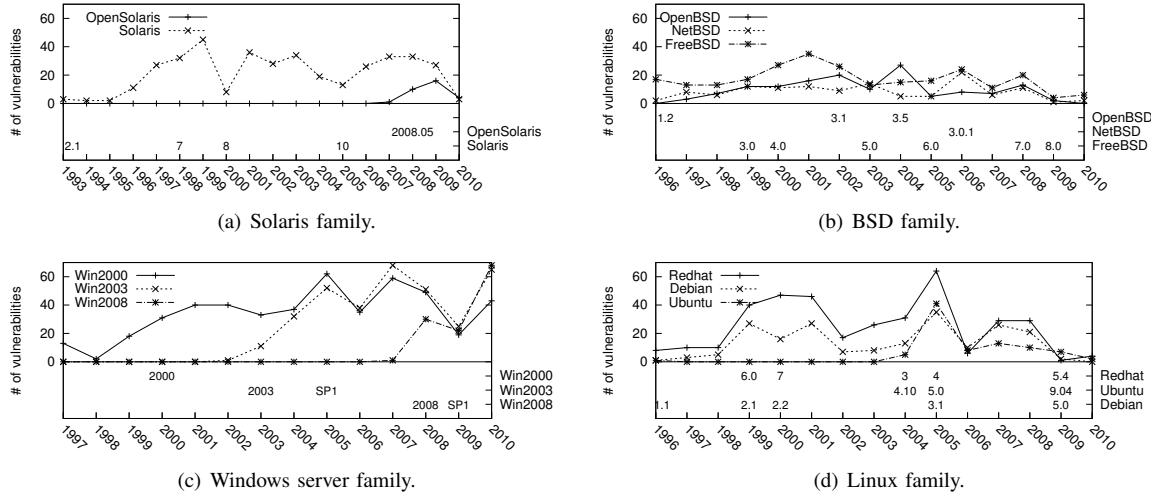 OpenSolaris
Solaris
# of vulnerabilities
60
40
20
0
2008.05
OpenSolaris
2.1 7 8 10
Solaris
1993 1994 1995 1996 1997 1998 1999 2000 2001 2002 2003 2004 2005 2006 2007 2008 2009 2010
(a) Solaris family.
OpenBSD
NetBSD
FreeBSD
# of vulnerabilities
60
40
20
0
1.2 3.1 3.5
OpenBSD
3.0.1
NetBSD
3.0 4.0 5.0 6.0 7.0 8.0
FreeBSD
1996 1997 1998 1999 2000 2001 2002 2003 2004 2005 2006 2007 2008 2009 2010
(b) BSD family.
Win2000
Win2003
Win2008
# of vulnerabilities
60
40
20
0
2000
Win2000
2003 SP1
Win2003
2008 SP1
Win2008
1997 1998 1999 2000 2001 2002 2003 2004 2005 2006 2007 2008 2009 2010
(c) Windows server family.
Redhat
Debian
Ubuntu
# of vulnerabilities
60
40
20
0
6.0 7 3 4 5.4
Redhat
4.10 5.0 9.04
Ubuntu
1.1 2.1 2.2 3.1 5.0
Debian
1996 1997 1998 1999 2000 2001 2002 2003 2004 2005 2006 2007 2008 2009 2010
(d) Linux family.